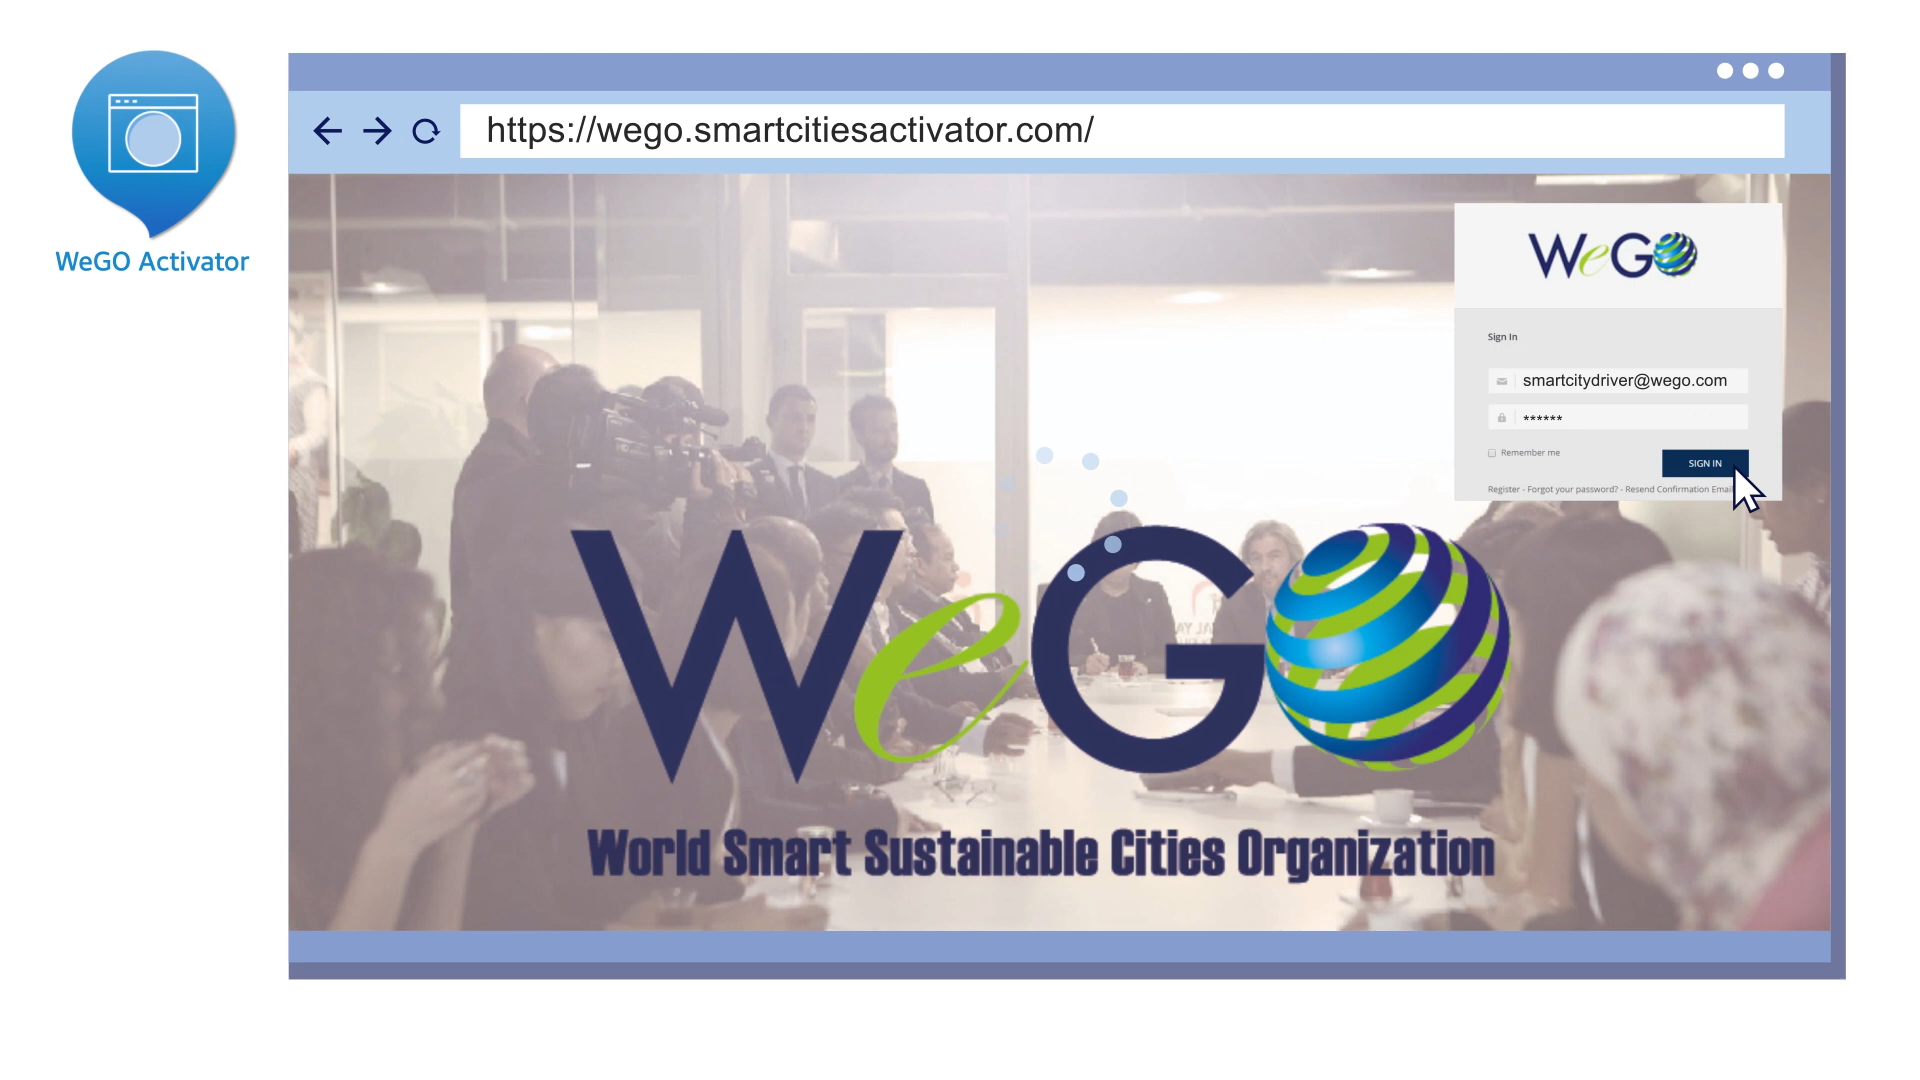 WeGO Activator
https://wego.smartcitiesactivator.com/
WeGO
Sign In
smartcitydriver@wego.com
******
Remember me
SIGN IN
Register - Forgot your password? - Resend Confirmation Email
WeGO
World Smart Sustainable Cities Organization